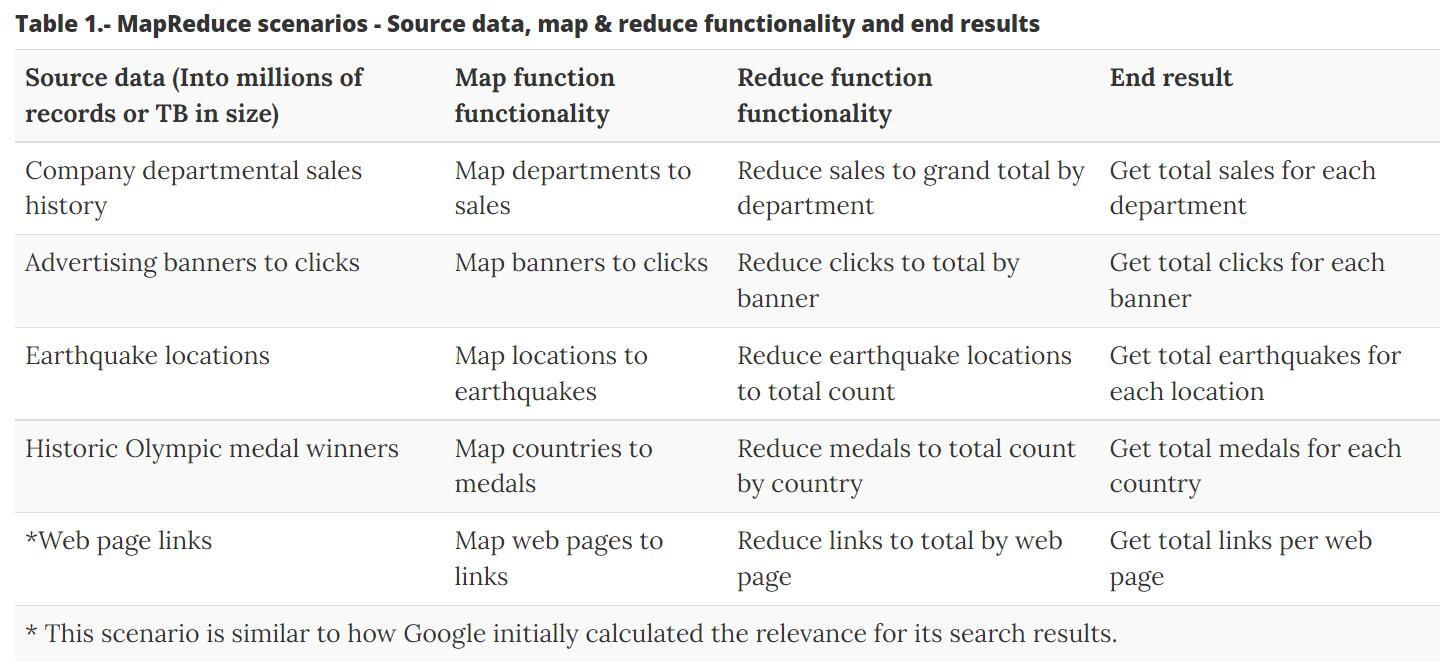 Table 1.- MapReduce scenarios - Source data, map & reduce functionality and end results
Source data (Into millions of
records or TB in size)
Map function
functionality
Reduce function
functionality
End result
Company departmental sales
history
Map departments to
sales
Reduce sales to grand total by
department
Get total sales for each
department
Advertising banners to clicks
Map banners to clicks
Reduce clicks to total by
banner
Get total clicks for each
banner
Earthquake locations
Map locations to
earthquakes
Reduce earthquake locations
to total count
Get total earthquakes for
each location
Historic Olympic medal winners
Map countries to
medals
Reduce medals to total count
by country
Get total medals for each
country
*Web page links
Map web pages to
links
Reduce links to total by web
page
Get total links per web
page
* This scenario is similar to how Google initially calculated the relevance for its search results.